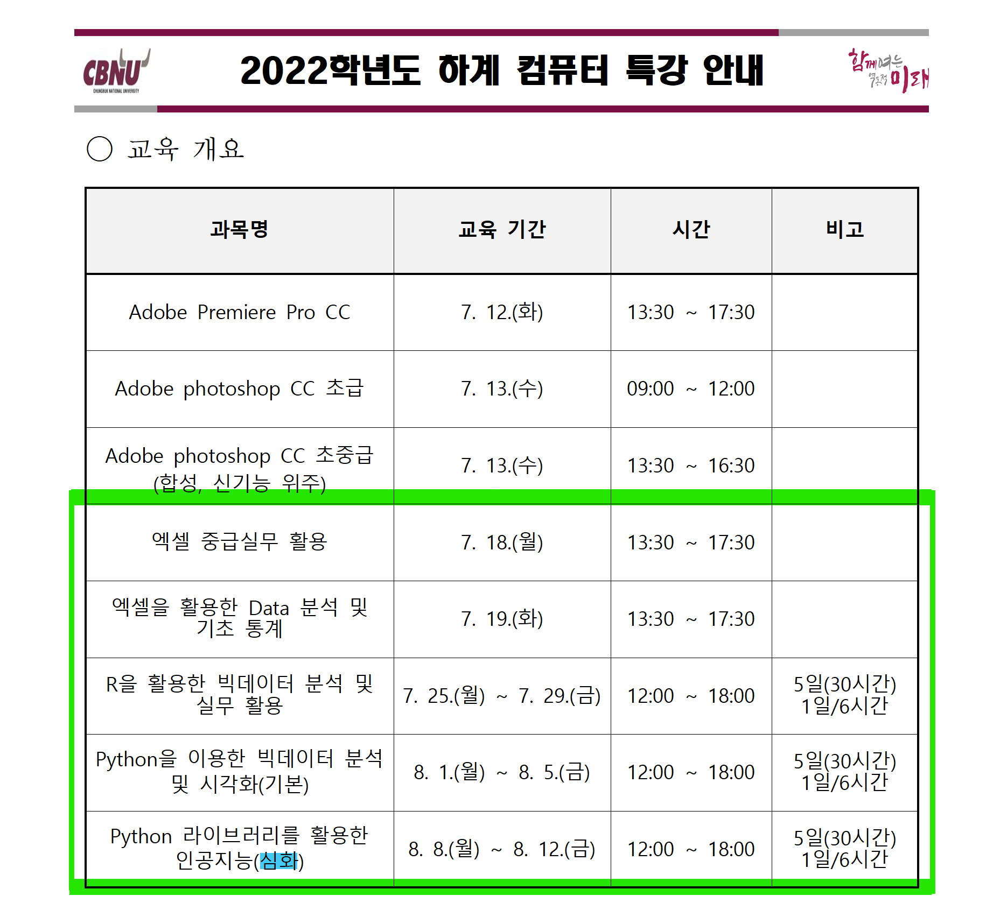 CBNU
CHUNGBUK NATIONAL UNIVERSITY
2022학년도 하계 컴퓨터 특강 안내
함께여는
역동적 미래
○ 교육 개요
과목명 교육 기간 시간 비고
Adobe Premiere Pro CC 7. 12.(화) 13:30 ~ 17:30
Adobe photoshop CC 초급 7. 13.(수) 09:00 ~ 12:00
Adobe photoshop CC 초중급
(합성, 신기능 위주) 7. 13.(수) 13:30 ~ 16:30
엑셀 중급실무 활용 7. 18.(월) 13:30 ~ 17:30
엑셀을 활용한 Data 분석 및
기초 통계 7. 19.(화) 13:30 ~ 17:30
R을 활용한 빅데이터 분석 및
실무 활용 7. 25.(월) ~ 7. 29.(금) 12:00 ~ 18:00 5일(30시간)
1일/6시간
Python을 이용한 빅데이터 분석
및 시각화(기본) 8. 1.(월) ~ 8. 5.(금) 12:00 ~ 18:00 5일(30시간)
1일/6시간
Python 라이브러리를 활용한
인공지능(심화) 8. 8.(월) ~ 8. 12.(금) 12:00 ~ 18:00 5일(30시간)
1일/6시간